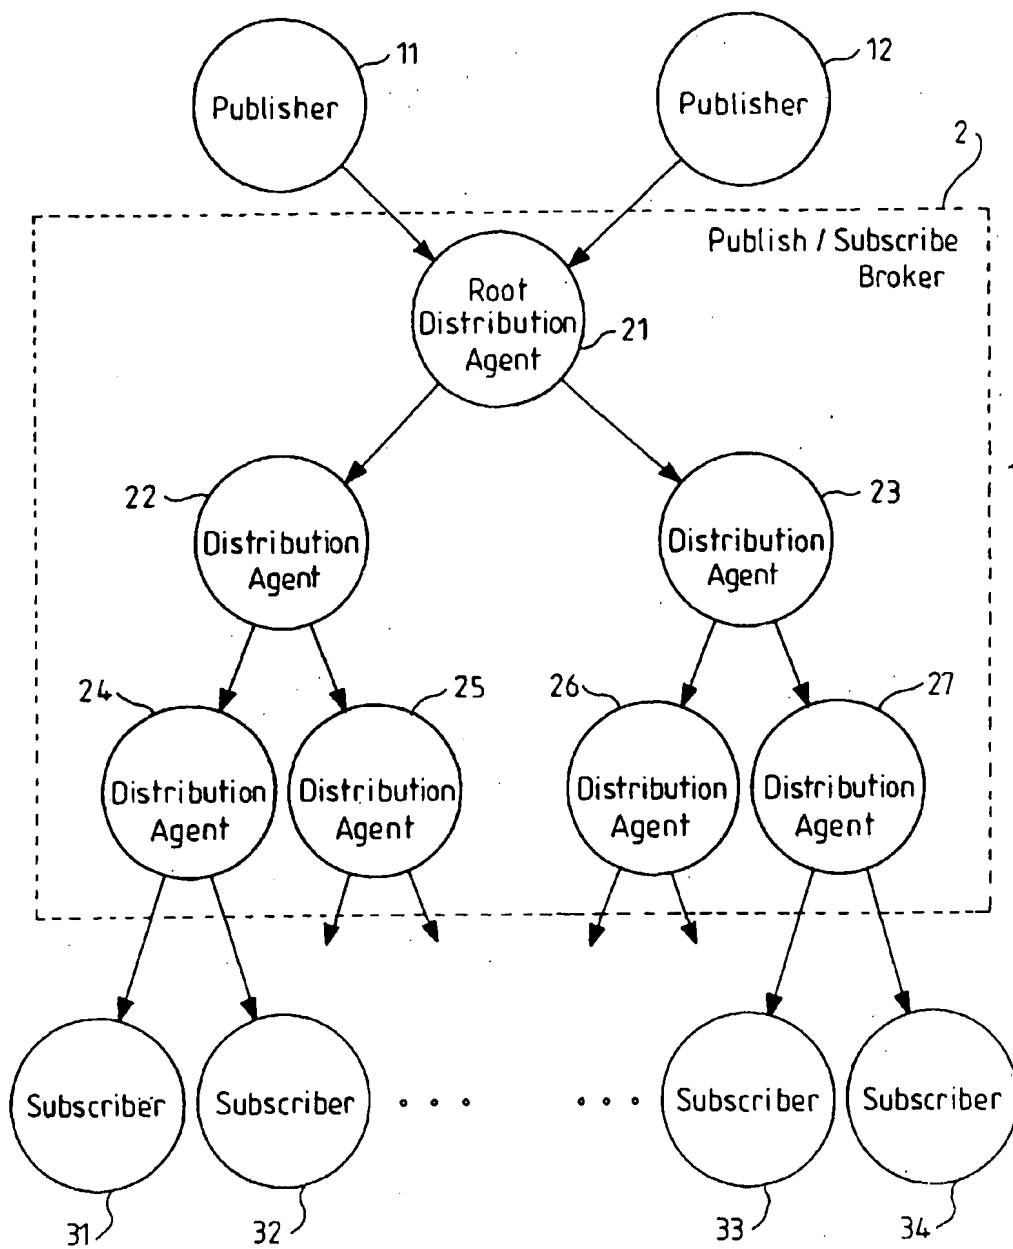 11
12
Publisher
Publisher
2
Publish / Subscribe
Broker
Root
Distribution
Agent
21
22
23
Distribution
Agent
Distribution
Agent
24
25
26
27
Distribution
Agent
Distribution
Agent
Distribution
Agent
Distribution
Agent
Subscriber
Subscriber
Subscriber
Subscriber
31
32
33
34